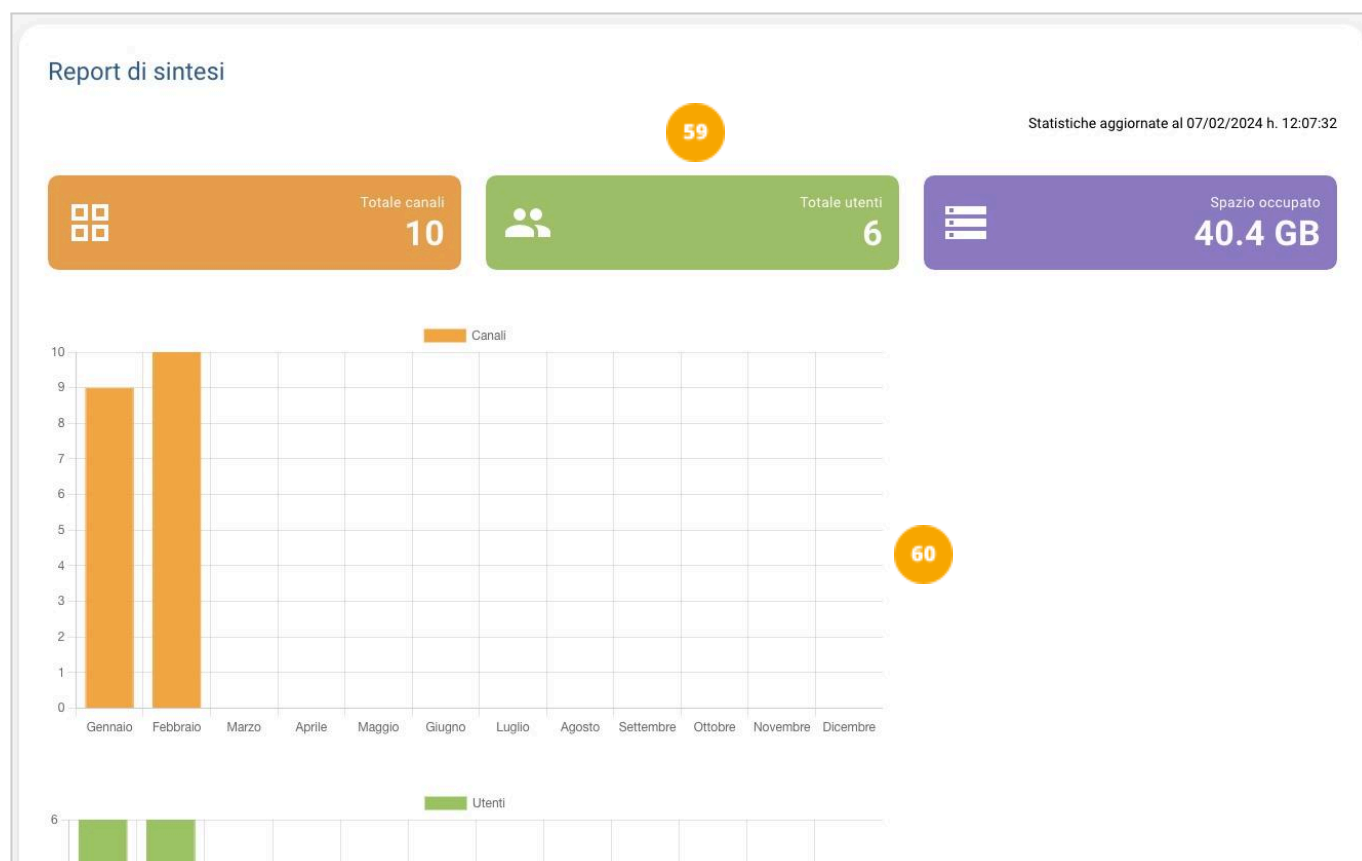 Report di sintesi
59
Statistiche aggiornate al 07/02/2024 h. 12:07:32
Totale canali
10
Totale utenti
6
Spazio occupato
40.4 GB
Canali
10
9
8
7
6
5
4
3
2
1
0
60
Gennaio Febbraio Marzo Aprile Maggio Giugno Luglio Agosto Settembre Ottobre Novembre Dicembre
Utenti
6